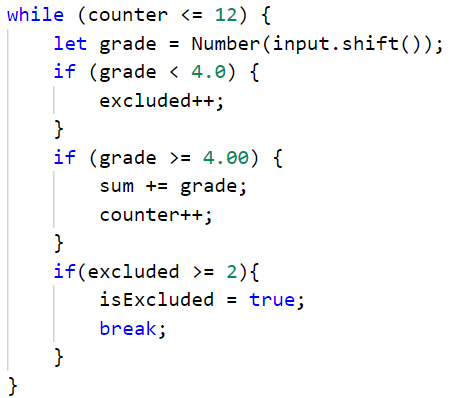 while (counter <= 12) {
    let grade = Number(input.shift());
    if (grade < 4.0) {
        excluded++;
    }
    if (grade >= 4.00) {
        sum += grade;
        counter++;
    }
    if(excluded >= 2){
        isExcluded = true;
        break;
    }
}